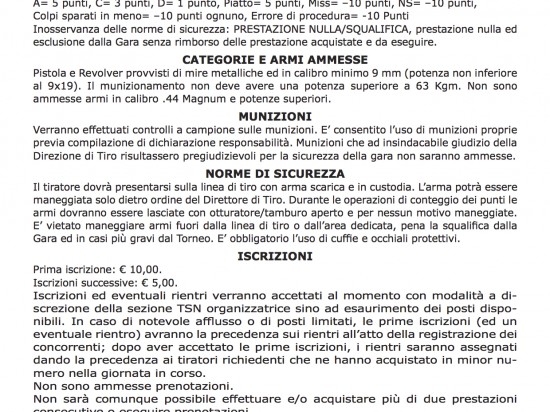 A= 5 punti, C= 3 punti, D= 1 punto, Piatto= 5 punti, Miss= –10 punti, NS= –10 punti,
Colpi sparati in meno= –10 punti ognuno, Errore di procedura= -10 Punti
Inosservanza delle norme di sicurezza: PRESTAZIONE NULLA/SQUALIFICA, prestazione nulla ed
esclusione dalla Gara senza rimborso delle prestazione acquistate e da eseguire.
CATEGORIE E ARMI AMMESSE
Pistola e Revolver provvisti di mire metalliche ed in calibro minimo 9 mm (potenza non inferiore
al 9x19). Il munizionamento non deve avere una potenza superiore a 63 Kgm. Non sono
ammesse armi in calibro .44 Magnum e potenze superiori.
MUNIZIONI
Verranno effettuati controlli a campione sulle munizioni. E’ consentito l’uso di munizioni proprie
previa compilazione di dichiarazione responsabilità. Munizioni che ad insindacabile giudizio della
Direzione di Tiro risultassero pregiudizievoli per la sicurezza della gara non saranno ammesse.
NORME DI SICUREZZA
Il tiratore dovrà presentarsi sulla linea di tiro con arma scarica e in custodia. L’arma potrà essere
maneggiata solo dietro ordine del Direttore di Tiro. Durante le operazioni di conteggio dei punti le
armi dovranno essere lasciate con otturatore/tamburo aperto e per nessun motivo maneggiate.
E’ vietato maneggiare armi fuori dalla linea di tiro o dall’area dedicata, pena la squalifica dalla
Gara ed in casi più gravi dal Torneo. E’ obbligatorio l’uso di cuffie e occhiali protettivi.
ISCRIZIONI
Prima iscrizione: € 10,00.
Iscrizioni successive: € 5,00.
Iscrizioni ed eventuali rientri verranno accettati al momento con modalità a di-
screzione della sezione TSN organizzatrice sino ad esaurimento dei posti dispo-
nibili. In caso di notevole afflusso o di posti limitati, le prime iscrizioni (ed un
eventuale rientro) avranno la precedenza sui rientri all’atto della registrazione dei
concorrenti; dopo aver accettato le prime iscrizioni, i rientri saranno assegnati
dando la precedenza ai tiratori richiedenti che ne hanno acquistato in minor nu-
mero nella giornata in corso.
Non sono ammesse prenotazioni.
Non sarà comunque possibile effettuare e/o acquistare più di due prestazioni
consecutive o eseguire prenotazioni.